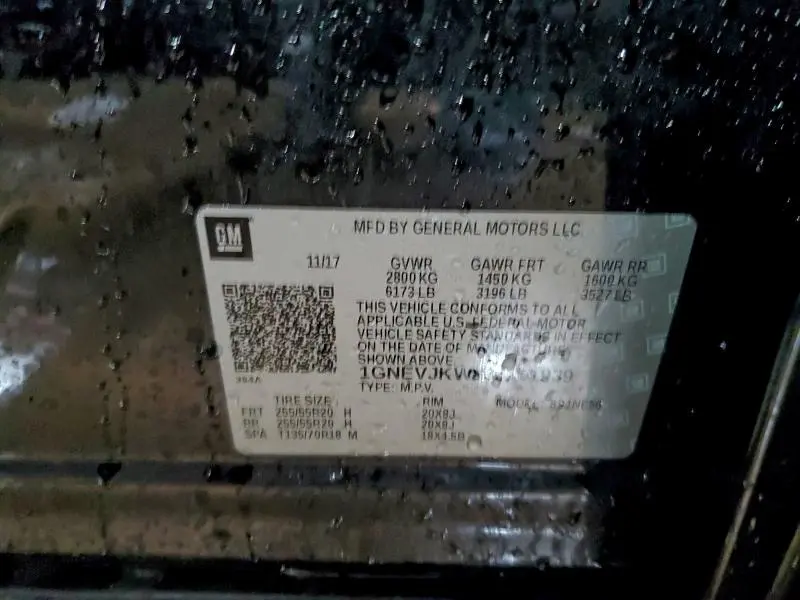 GM
MFD BY GENERAL MOTORS LLC
11/17 GVWR GAWR FRT GAWR RR
2800 KG 1450 KG 1600 KG
6173 LB 3196 LB 3527 LB
THIS VEHICLE CONFORMS TO ALL
APPLICABLE U.S. FEDERAL MOTOR
VEHICLE SAFETY STANDARDS IN EFFECT
ON THE DATE OF MANUFACTURE
SHOWN ABOVE
TYPE: M.P.V.
TIRE SIZE RIM MODEL:
FRT 255/55R20 H 20X8J
RR 255/55R20 H 20X8J
SPA T135/70R18 M 18X4.5B